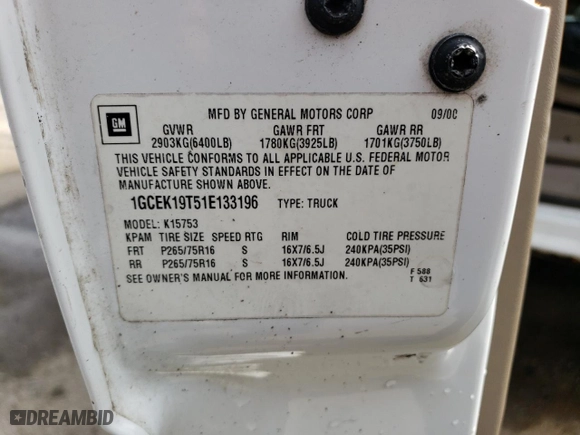 GM
MFD BY GENERAL MOTORS CORP 09/00
GVWR GAWR FRT GAWR RR
2903KG(6400LB) 1780KG(3925LB) 1701KG(3750LB)
THIS VEHICLE CONFORMS TO ALL APPLICABLE U.S. FEDERAL MOTOR
VEHICLE SAFETY STANDARDS IN EFFECT ON THE DATE OF
MANUFACTURE SHOWN ABOVE.
1GCEK19T51E133196 TYPE: TRUCK
MODEL: K15753
KPAM TIRE SIZE SPEED RTG RIM COLD TIRE PRESSURE
FRT P265/75R16 S 16X7/6.5J 240KPA(35PSI)
RR P265/75R16 S 16X7/6.5J 240KPA(35PSI)
SEE OWNER'S MANUAL FOR MORE INFORMATION.
F 588
T 631
DREAMBID